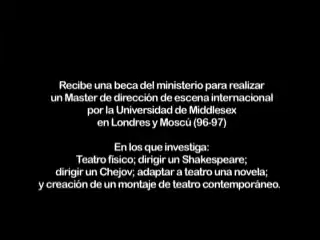 Recibe una beca del ministerio para realizar
un Master de dirección de escena internacional
por la Universidad de Middlesex
en Londres y Moscú (96-97)
En los que investiga:
Teatro físico; dirigir un Shakespeare;
dirigir un Chejov; adaptar a teatro una novela;
y creación de un montaje de teatro contemporáneo.